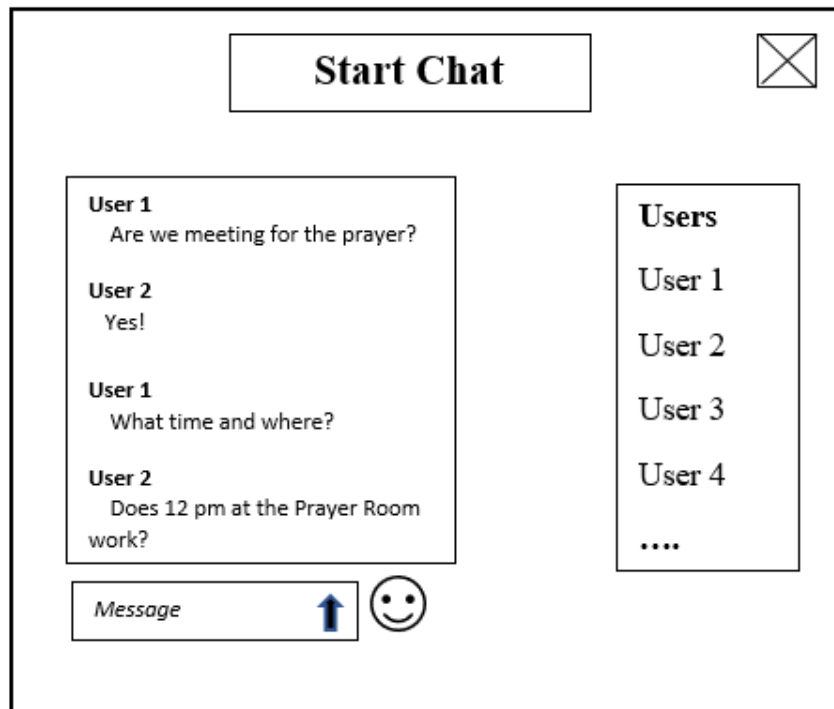 Start Chat
User 1
Are we meeting for the prayer?
User 2
Yes!
User 1
What time and where?
User 2
Does 12 pm at the Prayer Room
work?
Message
Users
User 1
User 2
User 3
User 4
....